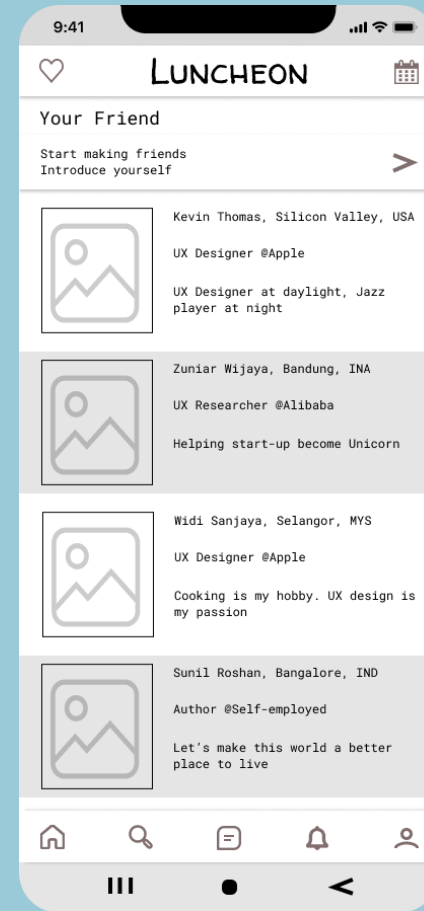 9:41
LUNCHEON
Your Friend
Start making friends
Introduce yourself
Kevin Thomas, Silicon Valley, USA
UX Designer @Apple
UX Designer at daylight, Jazz
player at night
Zuniar Wijaya, Bandung, INA
UX Researcher @Alibaba
Helping start-up become Unicorn
Widi Sanjaya, Selangor, MYS
UX Designer @Apple
Cooking is my hobby. UX design is
my passion
Sunil Roshan, Bangalore, IND
Author @Self-employed
Let's make this world a better
place to live